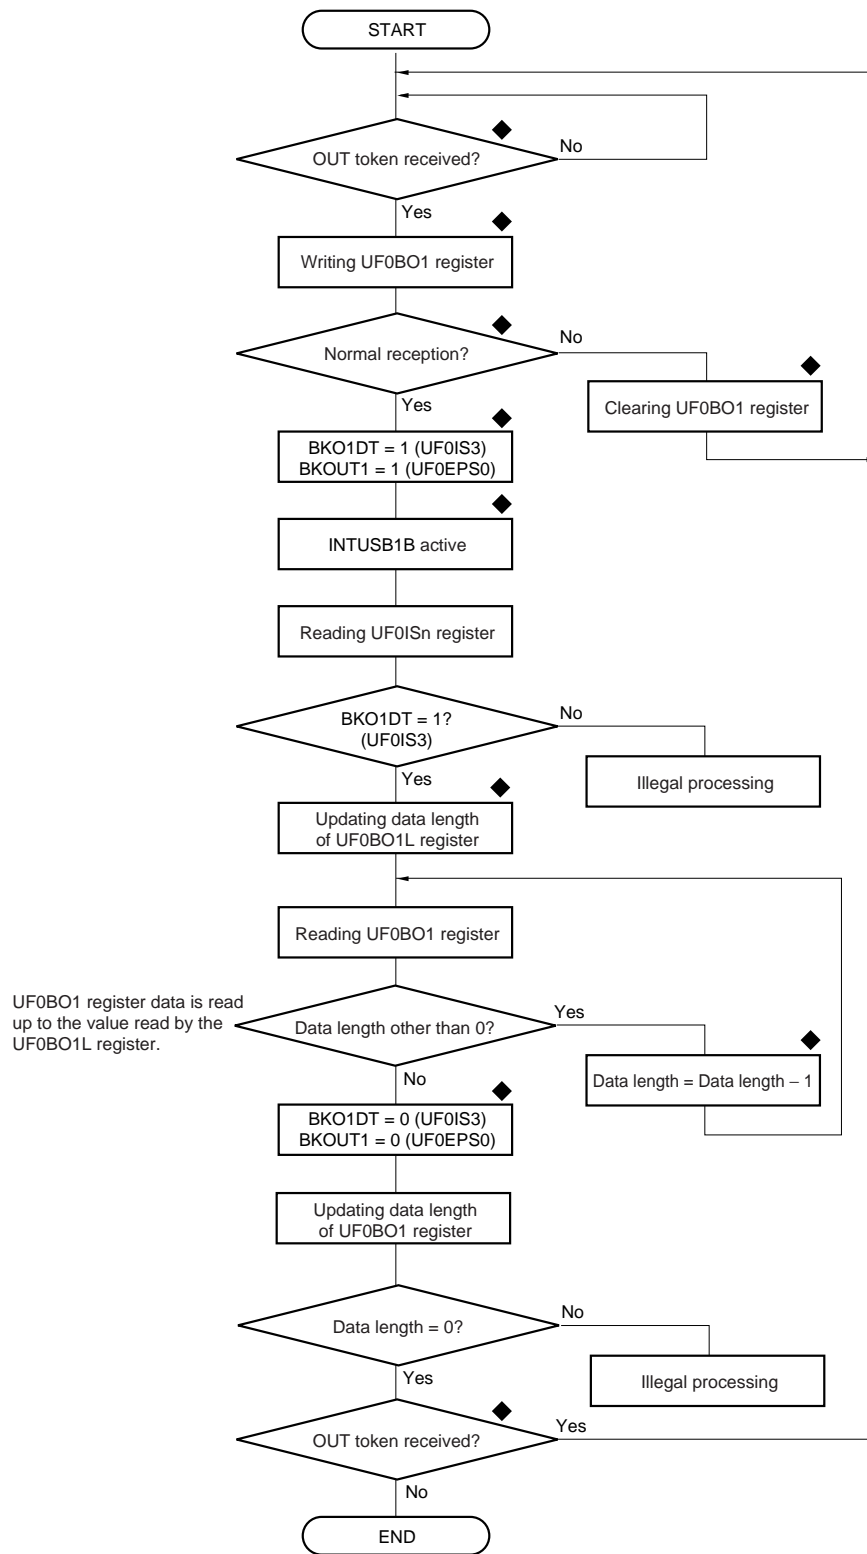 START
OUT token received?
No
Yes
Writing UF0BO1 register
Normal reception?
No
Yes
Clearing UF0BO1 register
BKO1DT = 1 (UF0IS3)
BKOUT1 = 1 (UF0EPS0)
INTUSB1B active
Reading UF0ISn register
BKO1DT = 1?
(UF0IS3)
No
Yes
Illegal processing
Updating data length
of UF0BO1L register
Reading UF0BO1 register
UF0BO1 register data is read
up to the value read by the
UF0BO1L register.
Data length other than 0?
Yes
No
Data length = Data length – 1
BKO1DT = 0 (UF0IS3)
BKOUT1 = 0 (UF0EPS0)
Updating data length
of UF0BO1 register
Data length = 0?
No
Yes
Illegal processing
OUT token received?
Yes
No
END